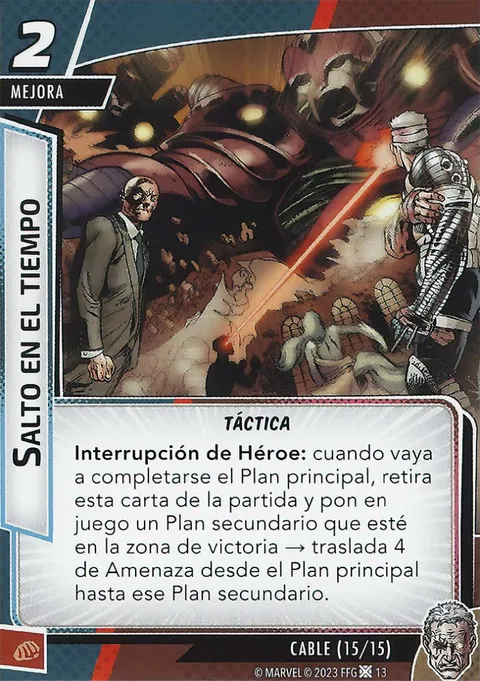 2
MEJORA
SALTO EN EL TIEMPO
TÁCTICA
Interrupción de Héroe: cuando vaya
a completarse el Plan principal, retira
esta carta de la partida y pon en
juego un Plan secundario que esté
en la zona de victoria → traslada 4
de Amenaza desde el Plan principal
hasta ese Plan secundario.
CABLE (15/15)
© MARVEL © 2023 FFG 13